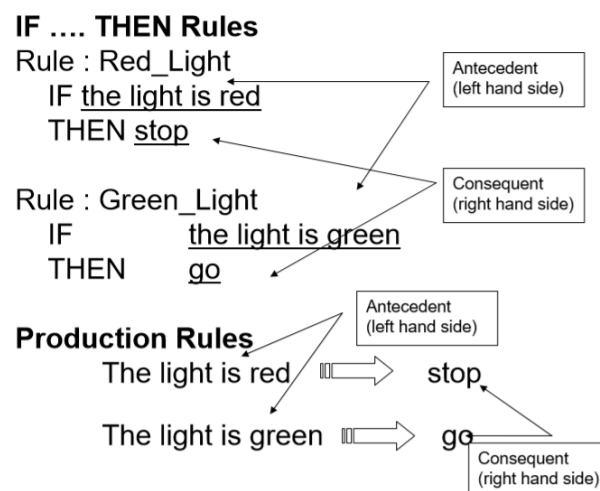 IF .... THEN Rules
Rule : Red_Light
Antecedent
(left hand side)
IF the light is red
THEN stop
Consequent
(right hand side)
Rule : Green_Light
IF the light is green
THEN go
Antecedent
(left hand side)
Production Rules
The light is red stop
The light is green go
Consequent
(right hand side)